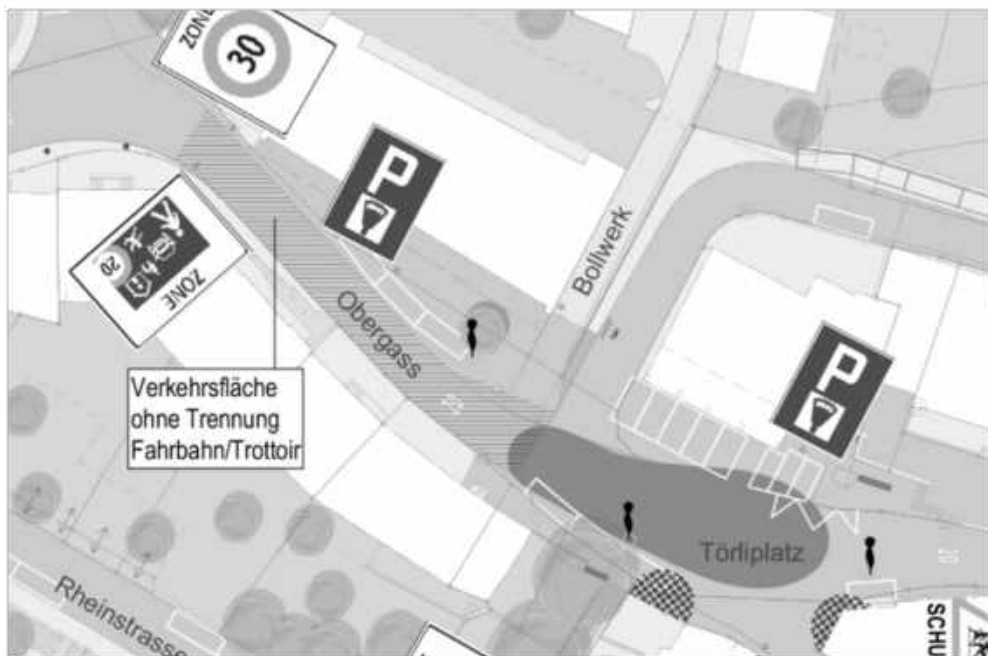 ZONE
30
P
Bollwerk
20
ZONE
Obergass
Verkehrsfläche
ohne Trennung
Fahrbahn/Trottoir
P
Törliplatz
Rheinstrasse
SCHU